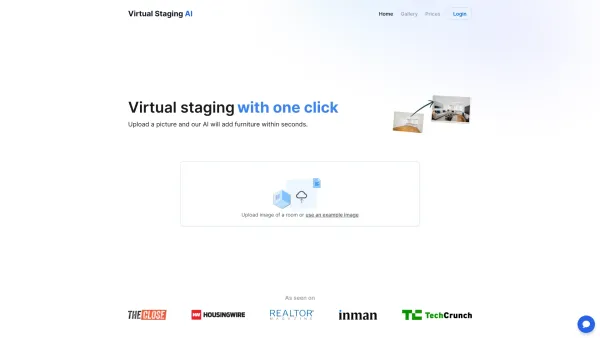 Virtual Staging AI
Home Gallery Prices Login
Virtual staging with one click
Upload a picture and our AI will add furniture within seconds.
Upload image of a room or use an example image
As seen on
THE CLOSE
HW HOUSINGWIRE
REALTOR
MAGAZINE
inman
TechCrunch